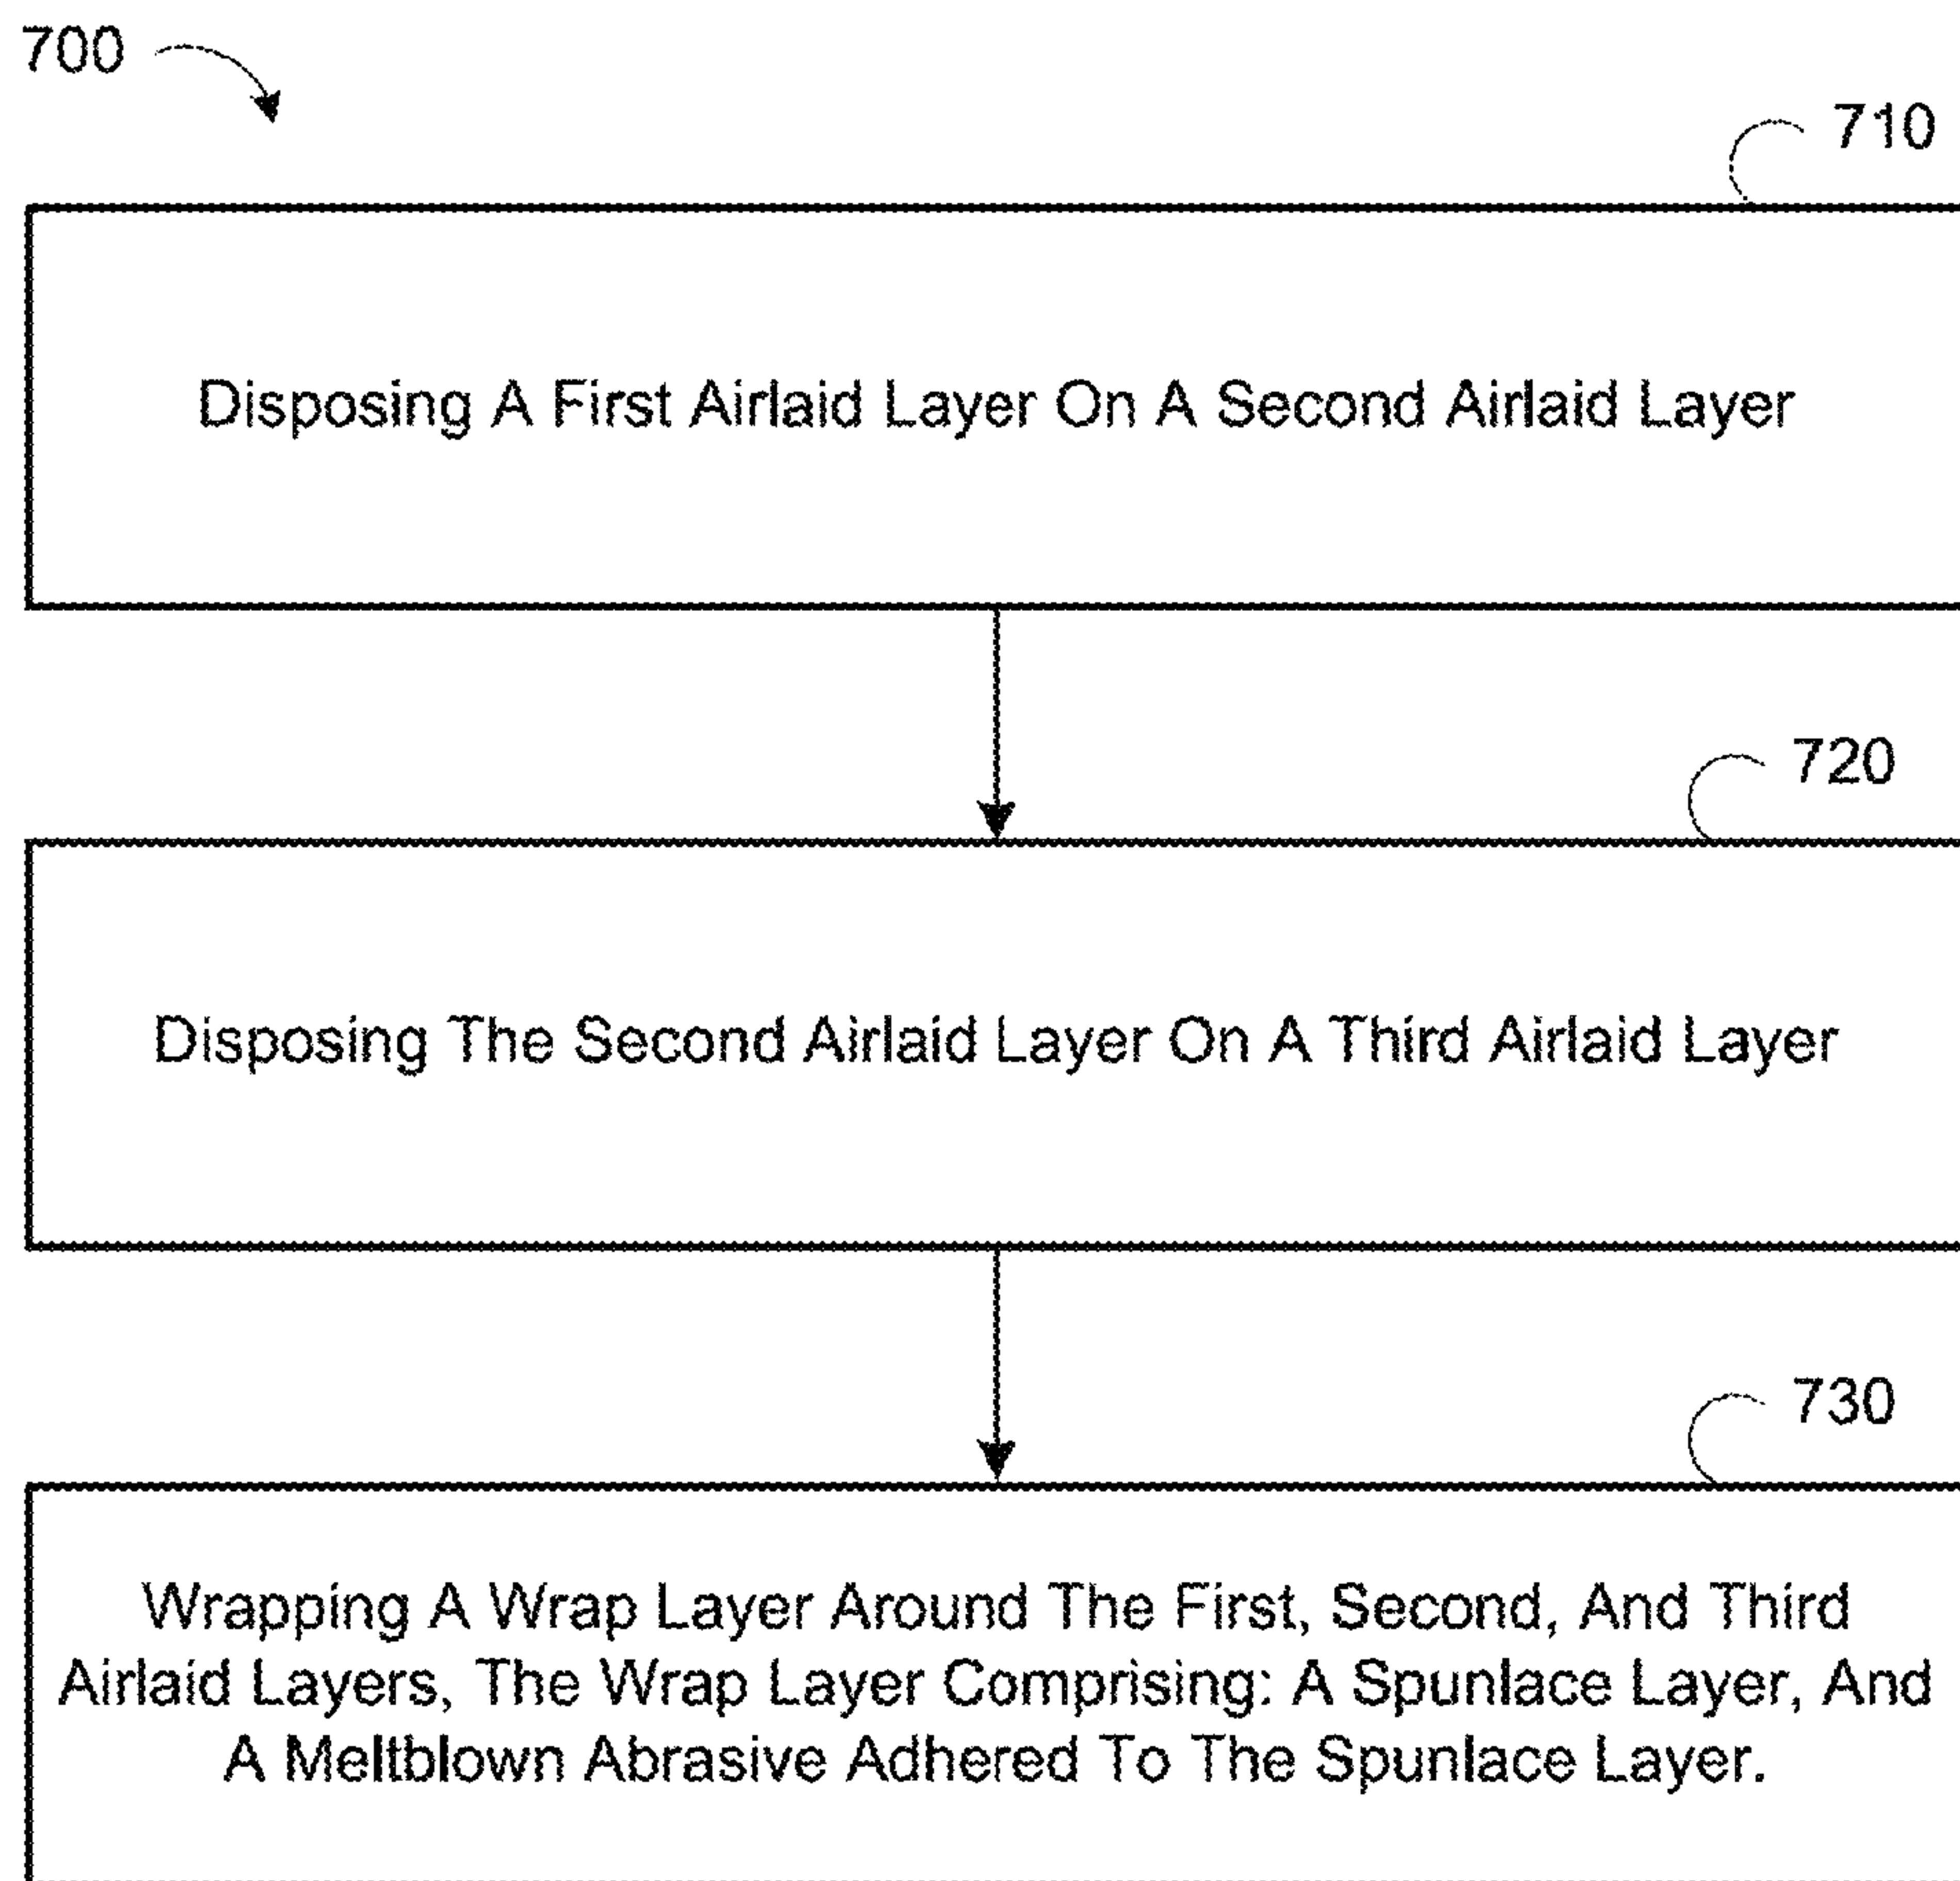 700
710
Disposing A First Airlaid Layer On A Second Airlaid Layer
720
Disposing The Second Airlaid Layer On A Third Airlaid Layer
730
Wrapping A Wrap Layer Around The First, Second, And Third
Airlaid Layers, The Wrap Layer Comprising: A Spunlace Layer, And
A Meltblown Abrasive Adhered To The Spunlace Layer.